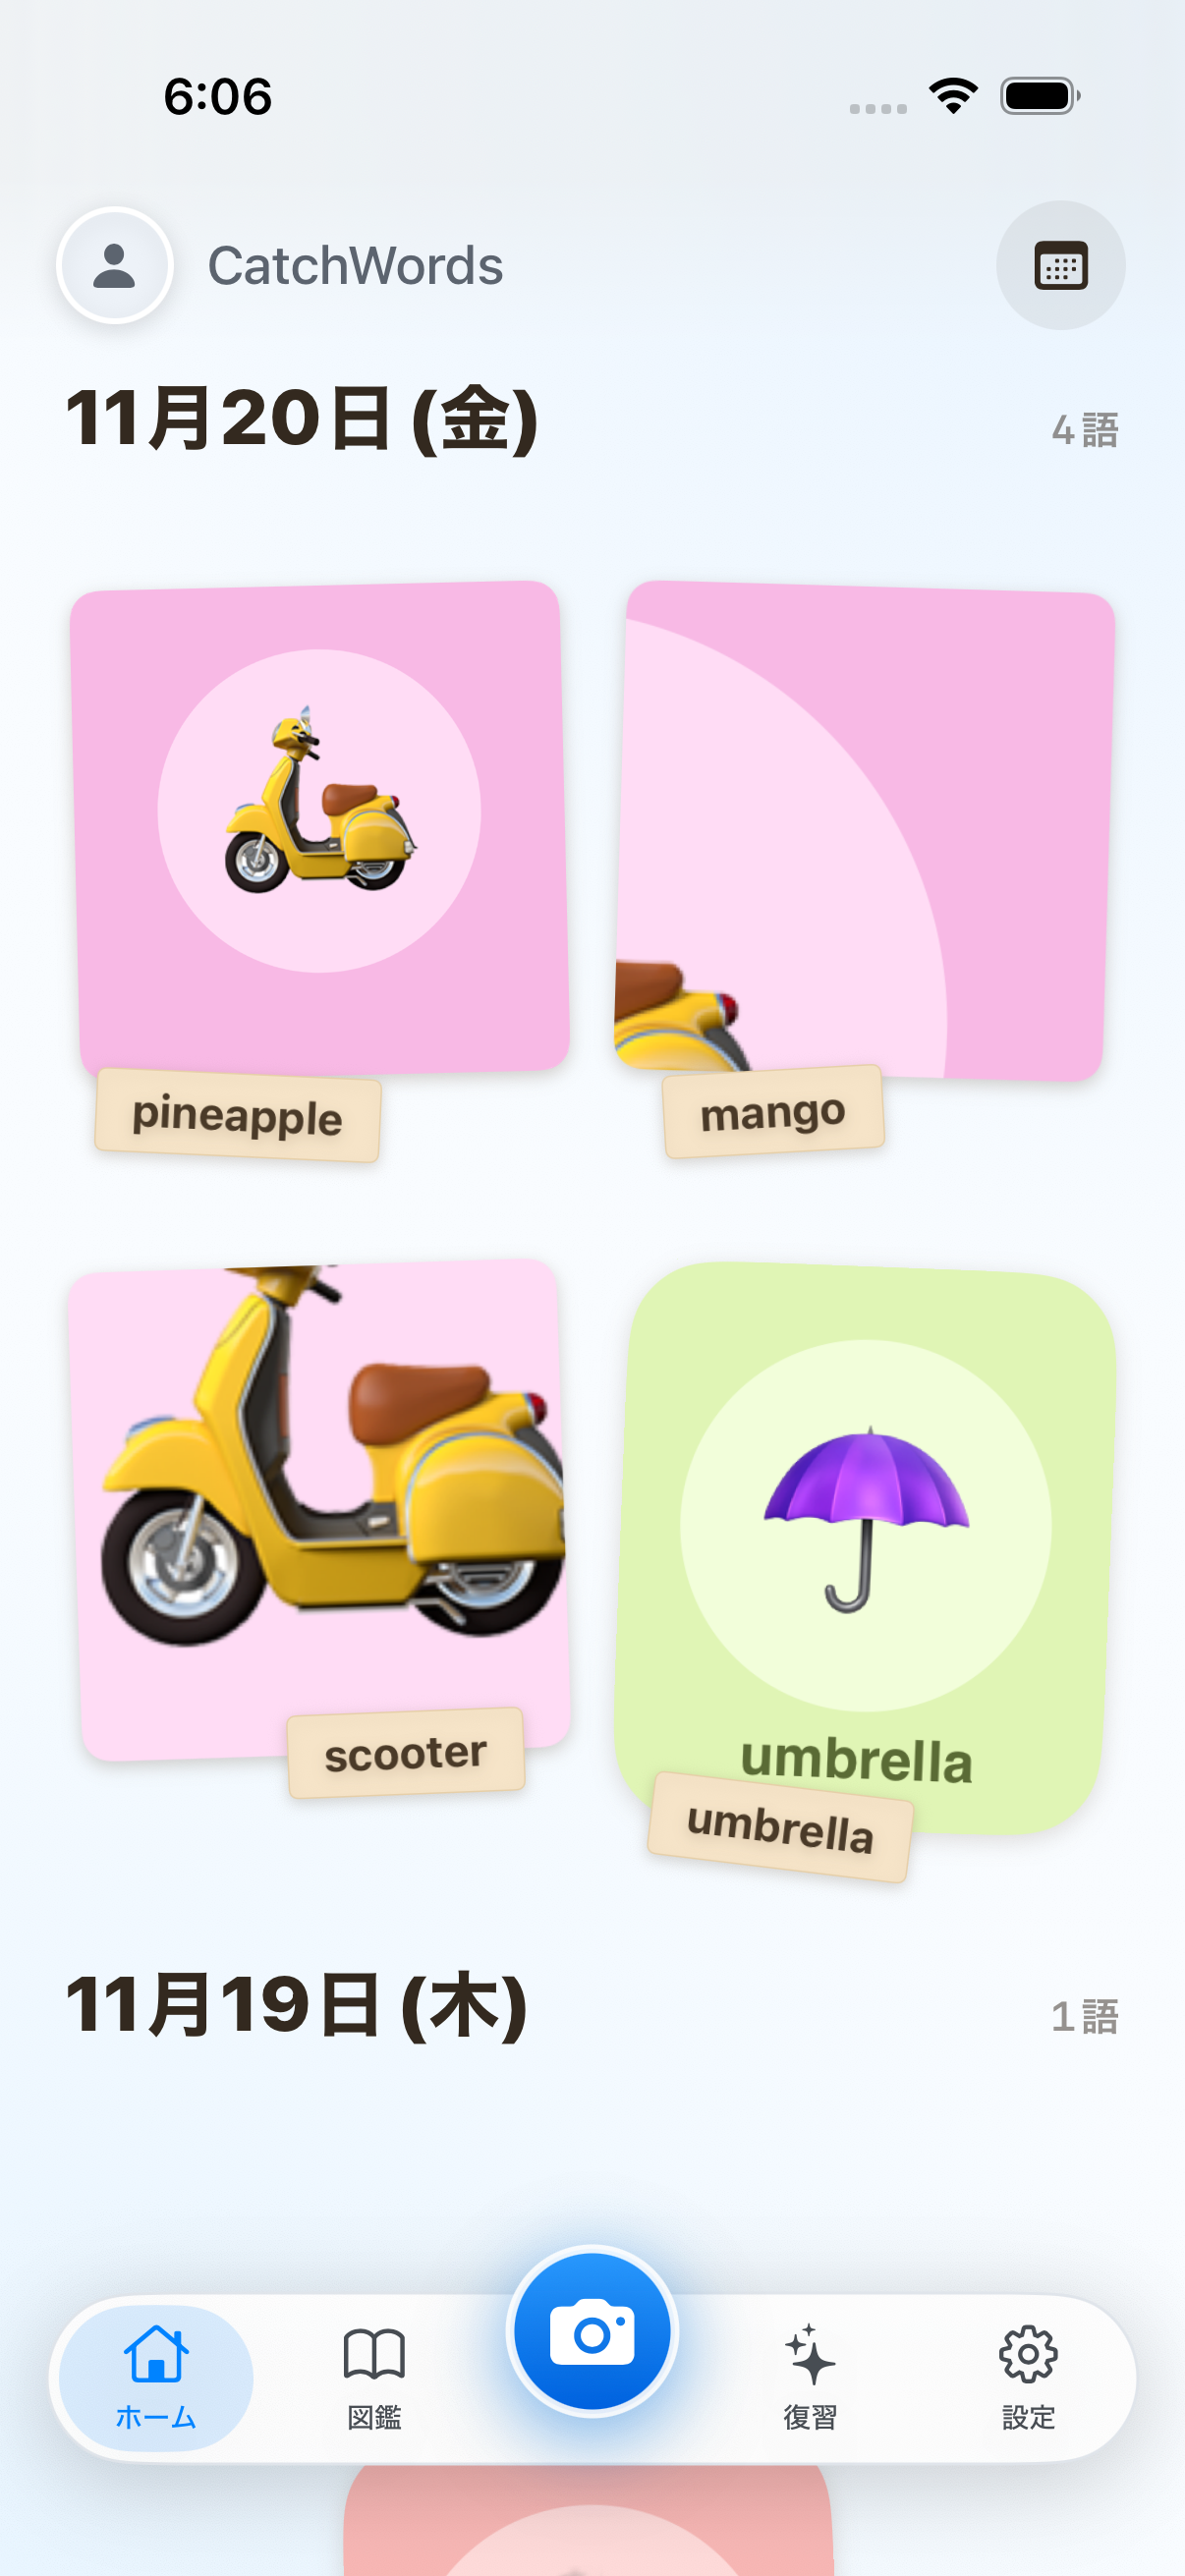 6:06
CatchWords
11月20日 (金)
4 語
pineapple
mango
scooter
umbrella
umbrella
11月19日 (木)
1 語
ホーム
図鑑
復習
設定